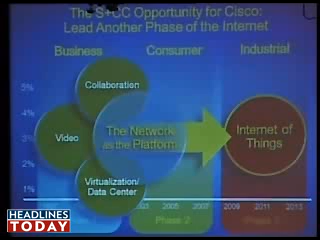 The S+CC Opportunity for Cisco:
Lead Another Phase of the Internet
Business
Consumer
Industrial
5%
4%
3%
2%
1%
Collaboration
Video
The Network
as the Platform
Virtualization/
Data Center
Internet of
Things
2005
2007
2009
2011
2013
Phase 2
HEADLINES
TODAY